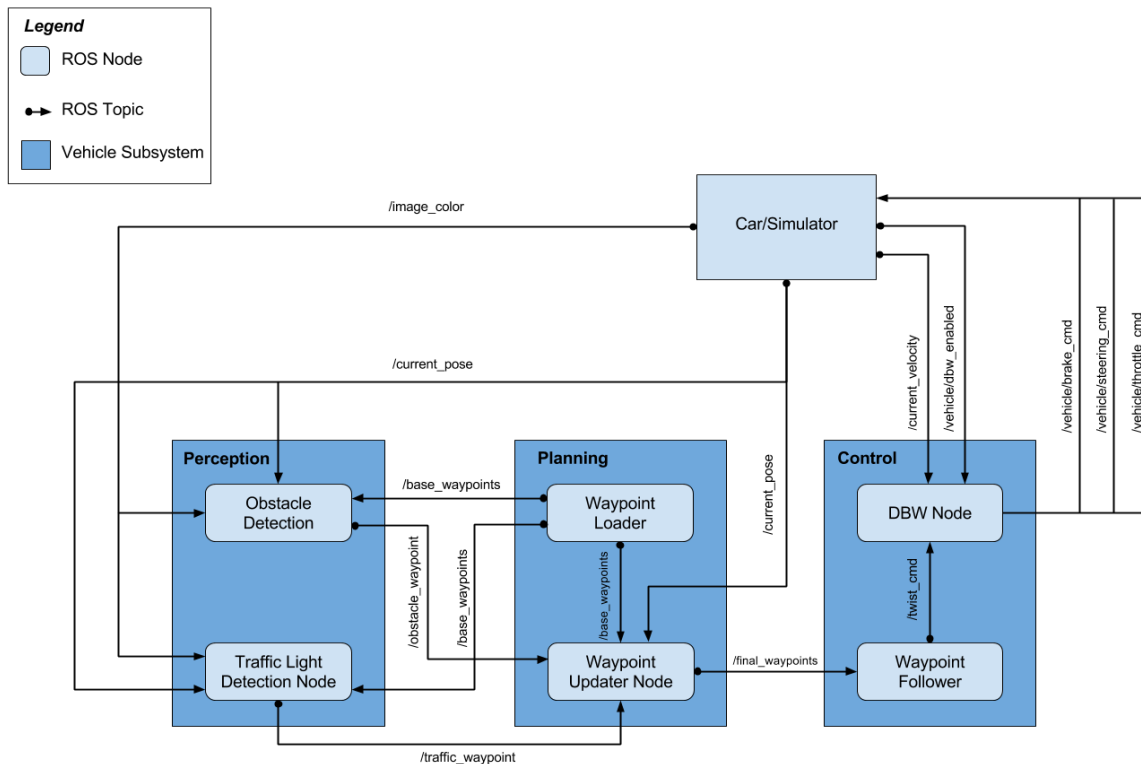 Legend
ROS Node
ROS Topic
Vehicle Subsystem
/image_color
Car/Simulator
/current_pose
/current_velocity
/vehicle/dbw_enabled
/vehicle/brake_cmd
/vehicle/steering_cmd
/vehicle/throttle_cmd
Perception
Planning
Control
/current_pose
Obstacle
Detection
/base_waypoints
Waypoint
Loader
DBW Node
/obstacle_waypoint
/base_waypoints
/base_waypoints
/twist_cmd
Traffic Light
Detection Node
Waypoint
Updater Node
/final_waypoints
Waypoint
Follower
/traffic_waypoint